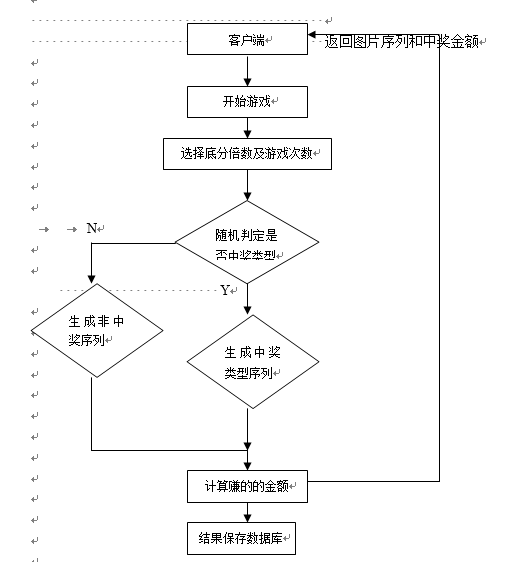 客户端
返回图片序列和中奖金额
开始游戏
选择底分倍数及游戏次数
随机判定是
否中奖类型
N
Y
生成非中
奖序列
生成中奖
类型序列
计算赚的的金额
结果保存数据库